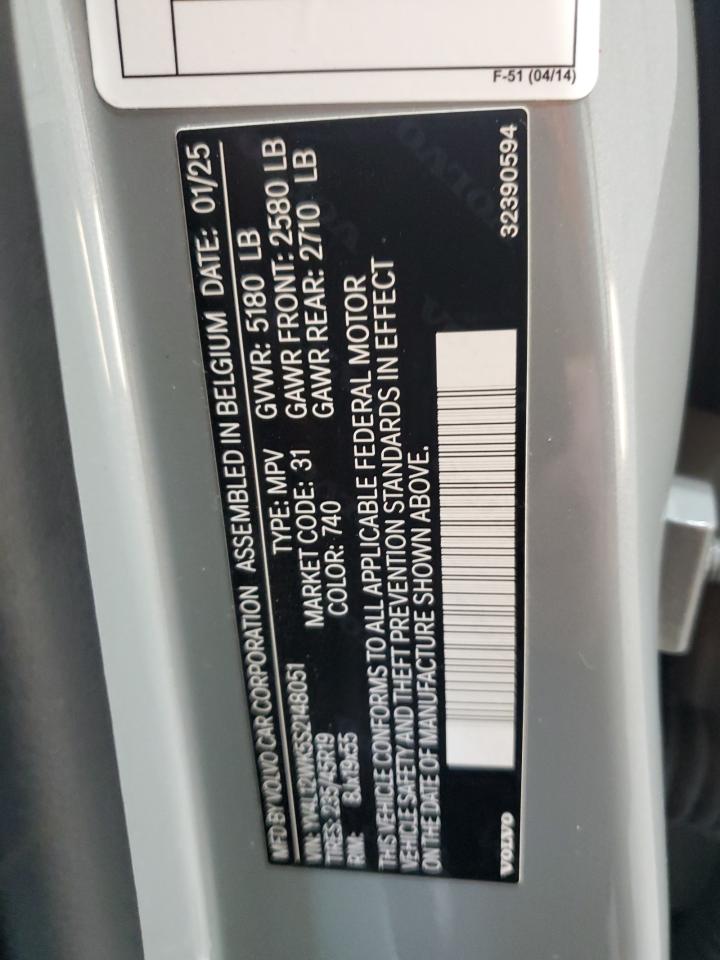 F-51 (04/14)
MFD BY VOLVO CAR CORPORATION ASSEMBLED IN BELGIUM DATE: 01/25
TYPE: MPV GVWR: 5180 LB
VIN: YV4L12WK5S2148051 MARKET CODE: 31 GAWR FRONT: 2580 LB
TIRES: 235/45R19 COLOR: 740 GAWR REAR: 2710 LB
RIM: 8Jx19x55
THIS VEHICLE CONFORMS TO ALL APPLICABLE FEDERAL MOTOR
VEHICLE SAFETY AND THEFT PREVENTION STANDARDS IN EFFECT
ON THE DATE OF MANUFACTURE SHOWN ABOVE.
VOLVO 32390594